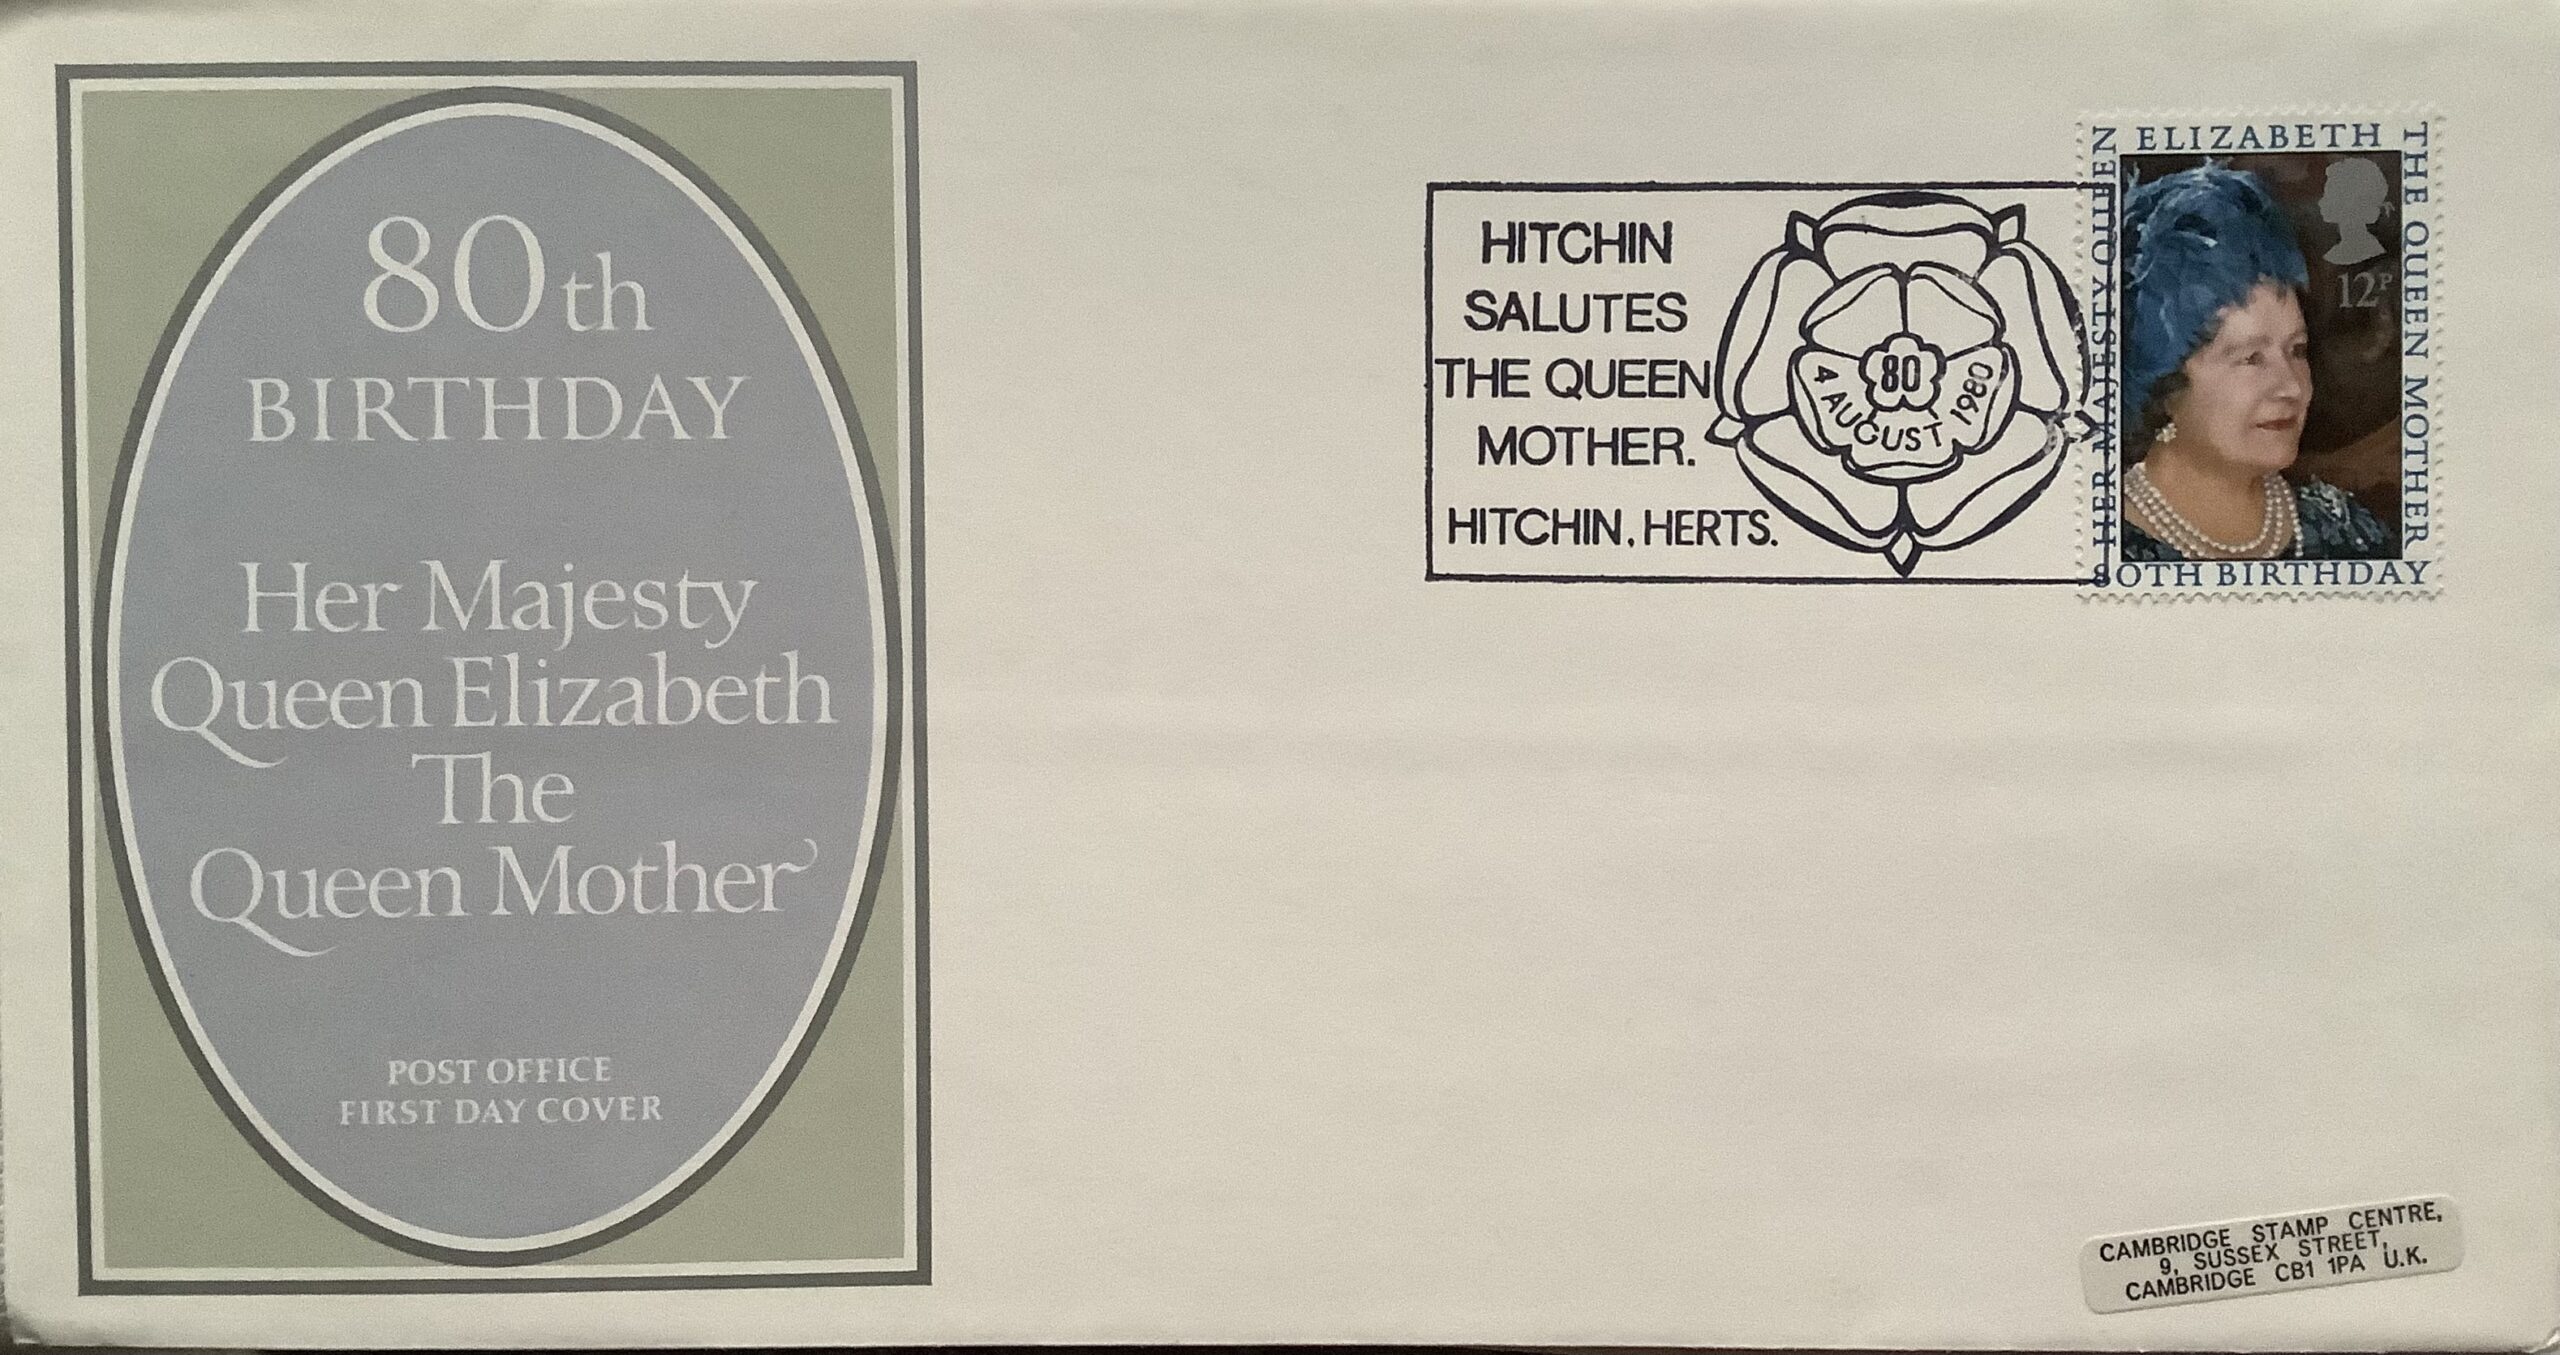 80th
BIRTHDAY
Her Majesty
Queen Elizabeth
The
Queen Mother
POST OFFICE
FIRST DAY COVER
HITCHIN
SALUTES
THE QUEEN
MOTHER.
HITCHIN, HERTS.
80
4 AUGUST 1980
HER MAJESTY QUEEN
ELIZABETH
THE QUEEN MOTHER
80TH BIRTHDAY
12P
CAMBRIDGE STAMP CENTRE,
9, SUSSEX STREET,
CAMBRIDGE CB1 1PA U.K.